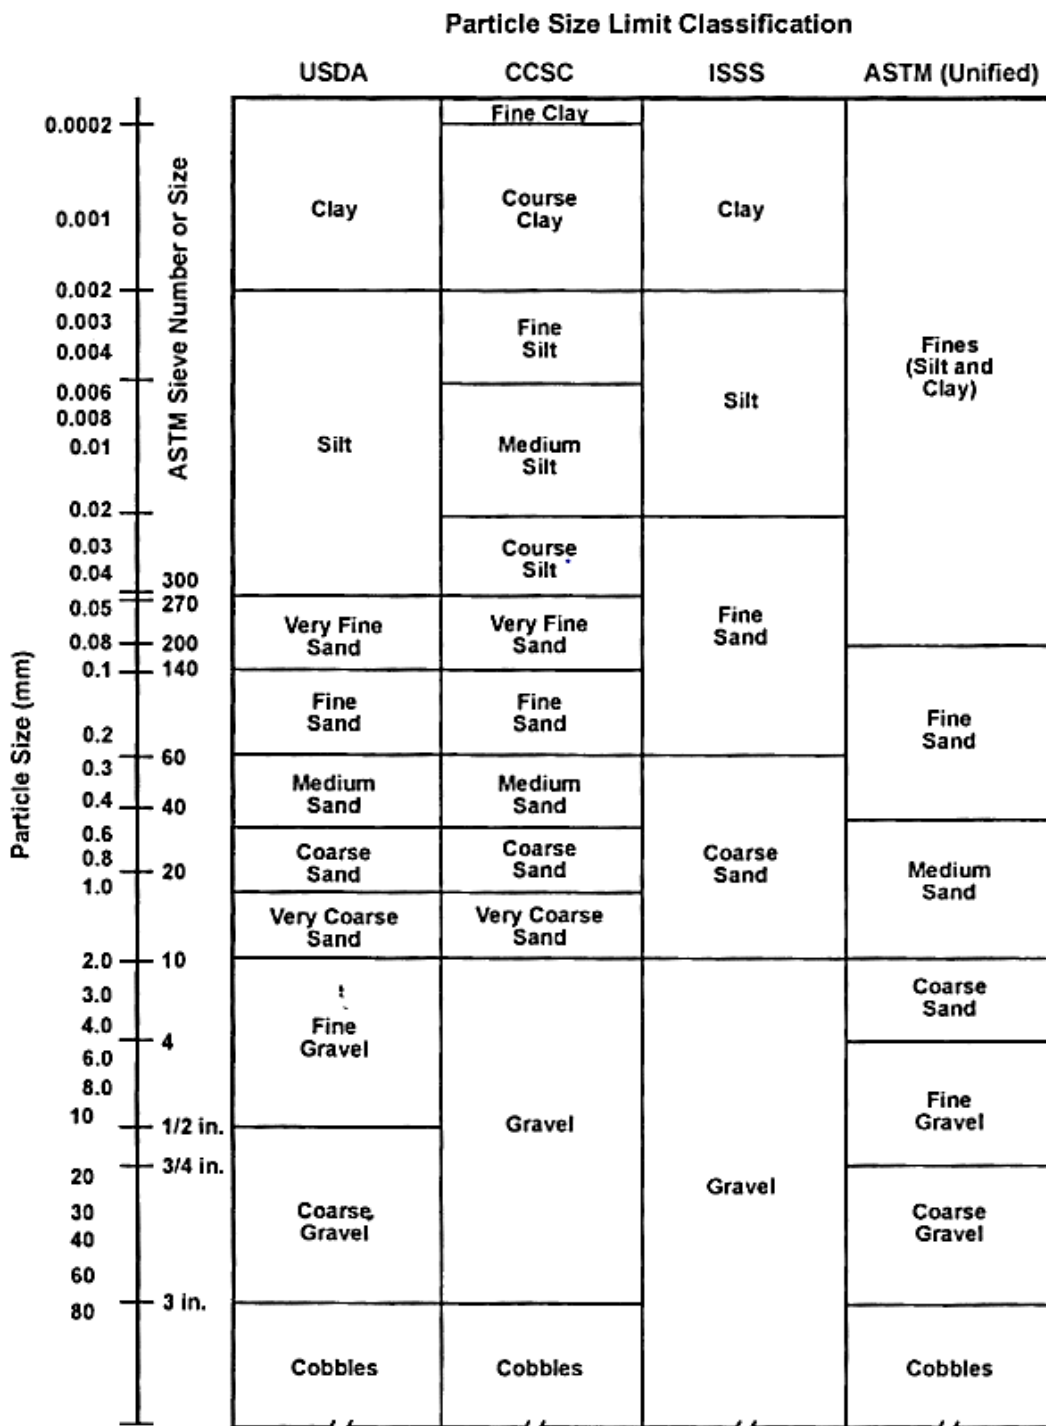 Particle Size Limit Classification
USDA
CCSC
ISSS
ASTM (Unified)
Particle Size (mm)
0.0002
0.001
0.002
0.003
0.004
0.006
0.008
0.01
0.02
0.03
0.04
0.05
0.08
0.1
0.2
0.3
0.4
0.6
0.8
1.0
2.0
3.0
4.0
6.0
8.0
10
20
30
40
60
80
ASTM Sieve Number or Size
300
270
200
140
60
40
20
10
4
1/2 in.
3/4 in.
3 in.
Clay
Silt
Very Fine
Sand
Fine
Sand
Medium
Sand
Coarse
Sand
Very Coarse
Sand
Fine
Gravel
Coarse
Gravel
Cobbles
Fine Clay
Course
Clay
Fine
Silt
Medium
Silt
Course
Silt
Very Fine
Sand
Fine
Sand
Medium
Sand
Coarse
Sand
Very Coarse
Sand
Gravel
Cobbles
Clay
Silt
Fine
Sand
Coarse
Sand
Gravel
Fines
(Silt and
Clay)
Fine
Sand
Medium
Sand
Coarse
Sand
Fine
Gravel
Coarse
Gravel
Cobbles